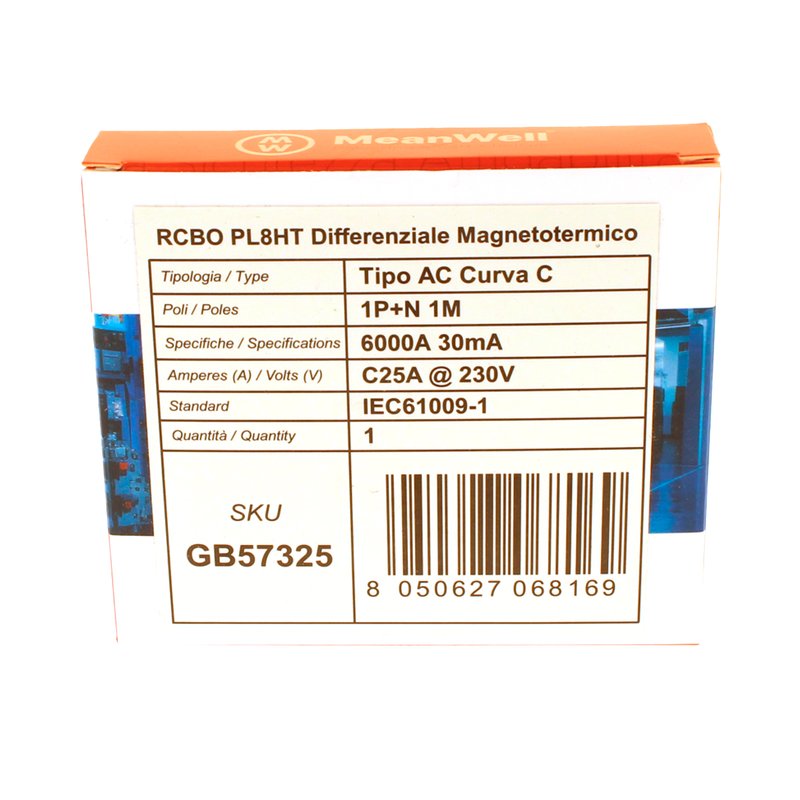 MW MeanWell
RCBO PL8HT Differenziale Magnetotermico
Tipologia / Type Tipo AC Curva C
Poli / Poles 1P+N 1M
Specifiche / Specifications 6000A 30mA
Amperes (A) / Volts (V) C25A @ 230V
Standard IEC61009-1
Quantità / Quantity 1
SKU
GB57325
8 050627 068169